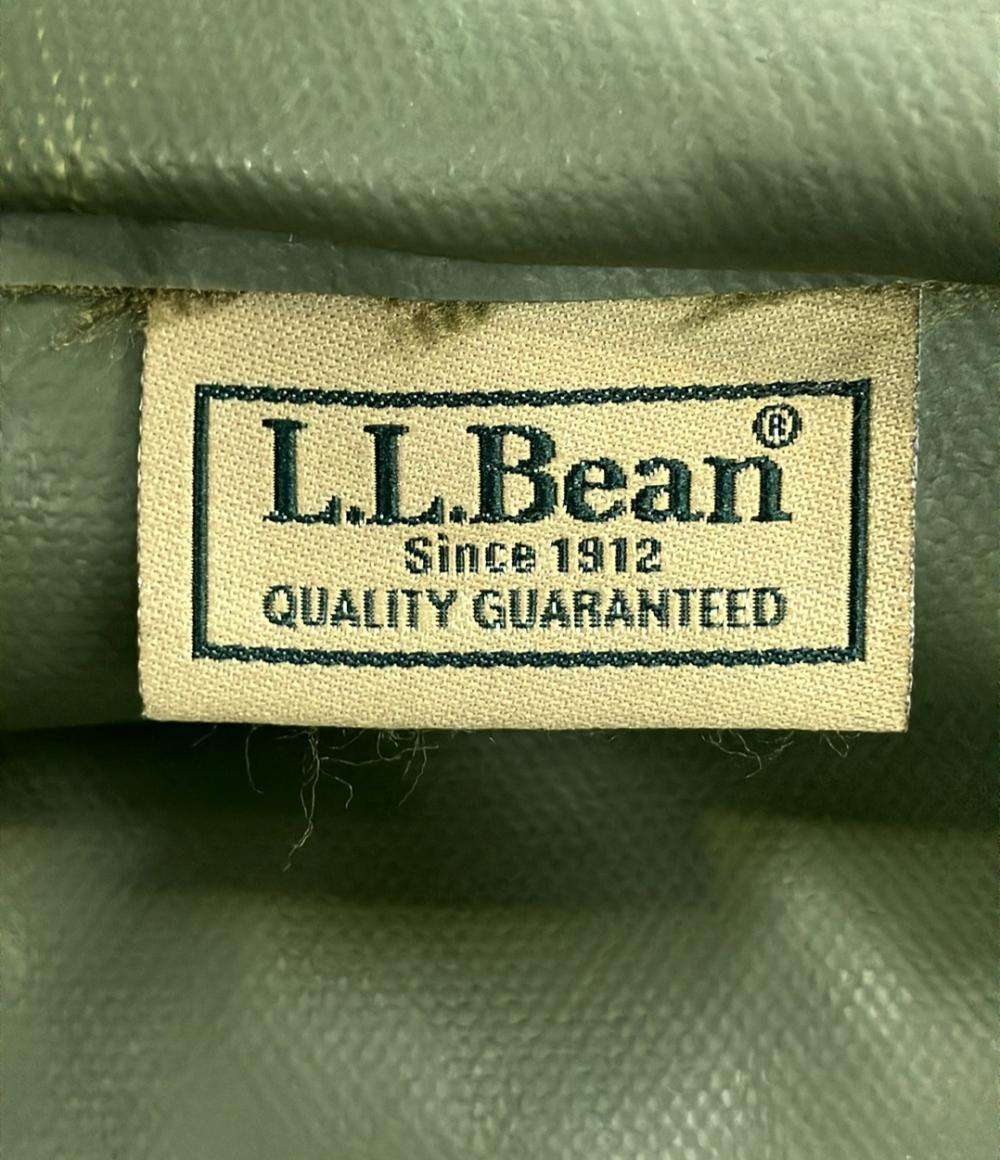 L.L.Bean®
Since 1912
QUALITY GUARANTEED